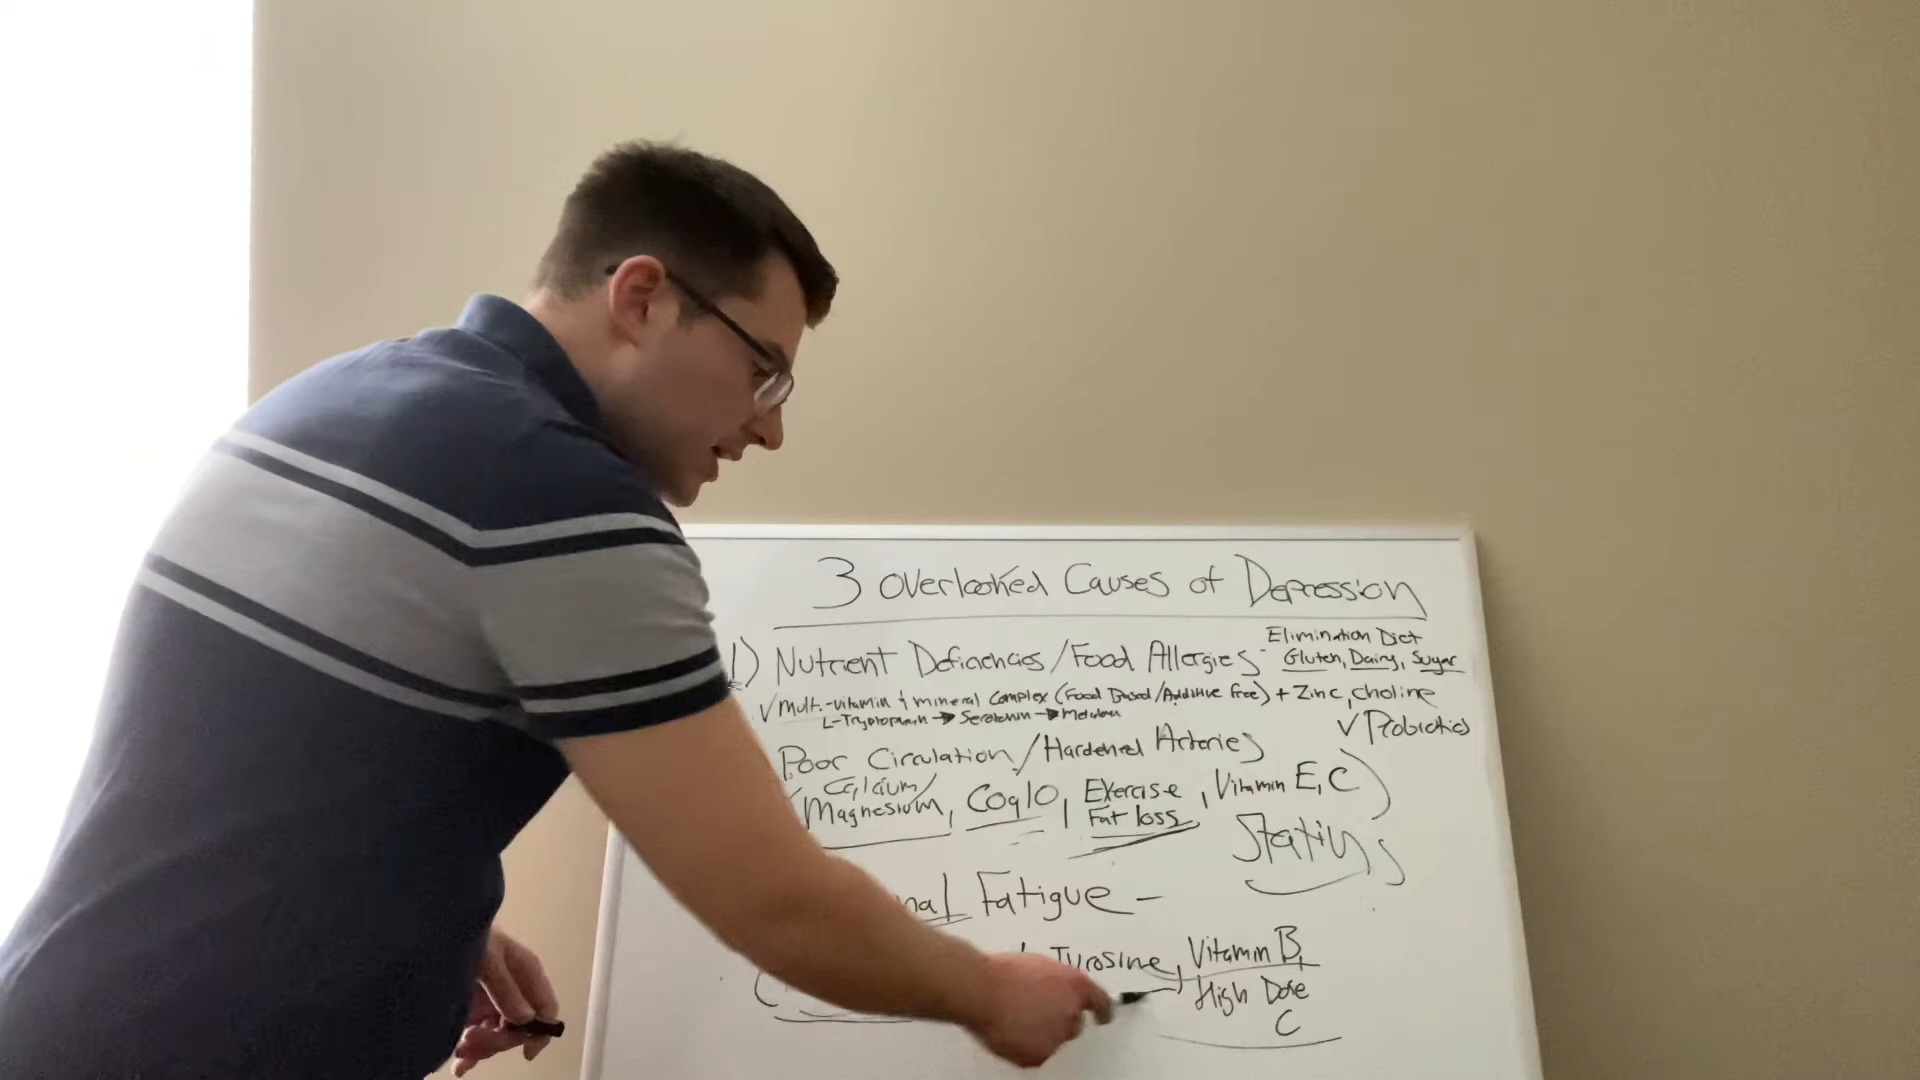 3 Overlooked Causes of Depression
1) Nutrient Deficiencies/Food Allergies - Elimination Diet
Gluten, Dairy, Sugar
√ Mult.-vitamin & mineral complex (Food Based/Additive Free) + Zinc, choline
L-Tryptophan → Serotonin →
√ Probiotics
Poor Circulation/Hardened Arteries
Calcium/
Magnesium, COq10, Exercise, Vitamin E, C
Fat loss
Statins
nal Fatigue -
Tyrosine, Vitamin B,
High Dose
C